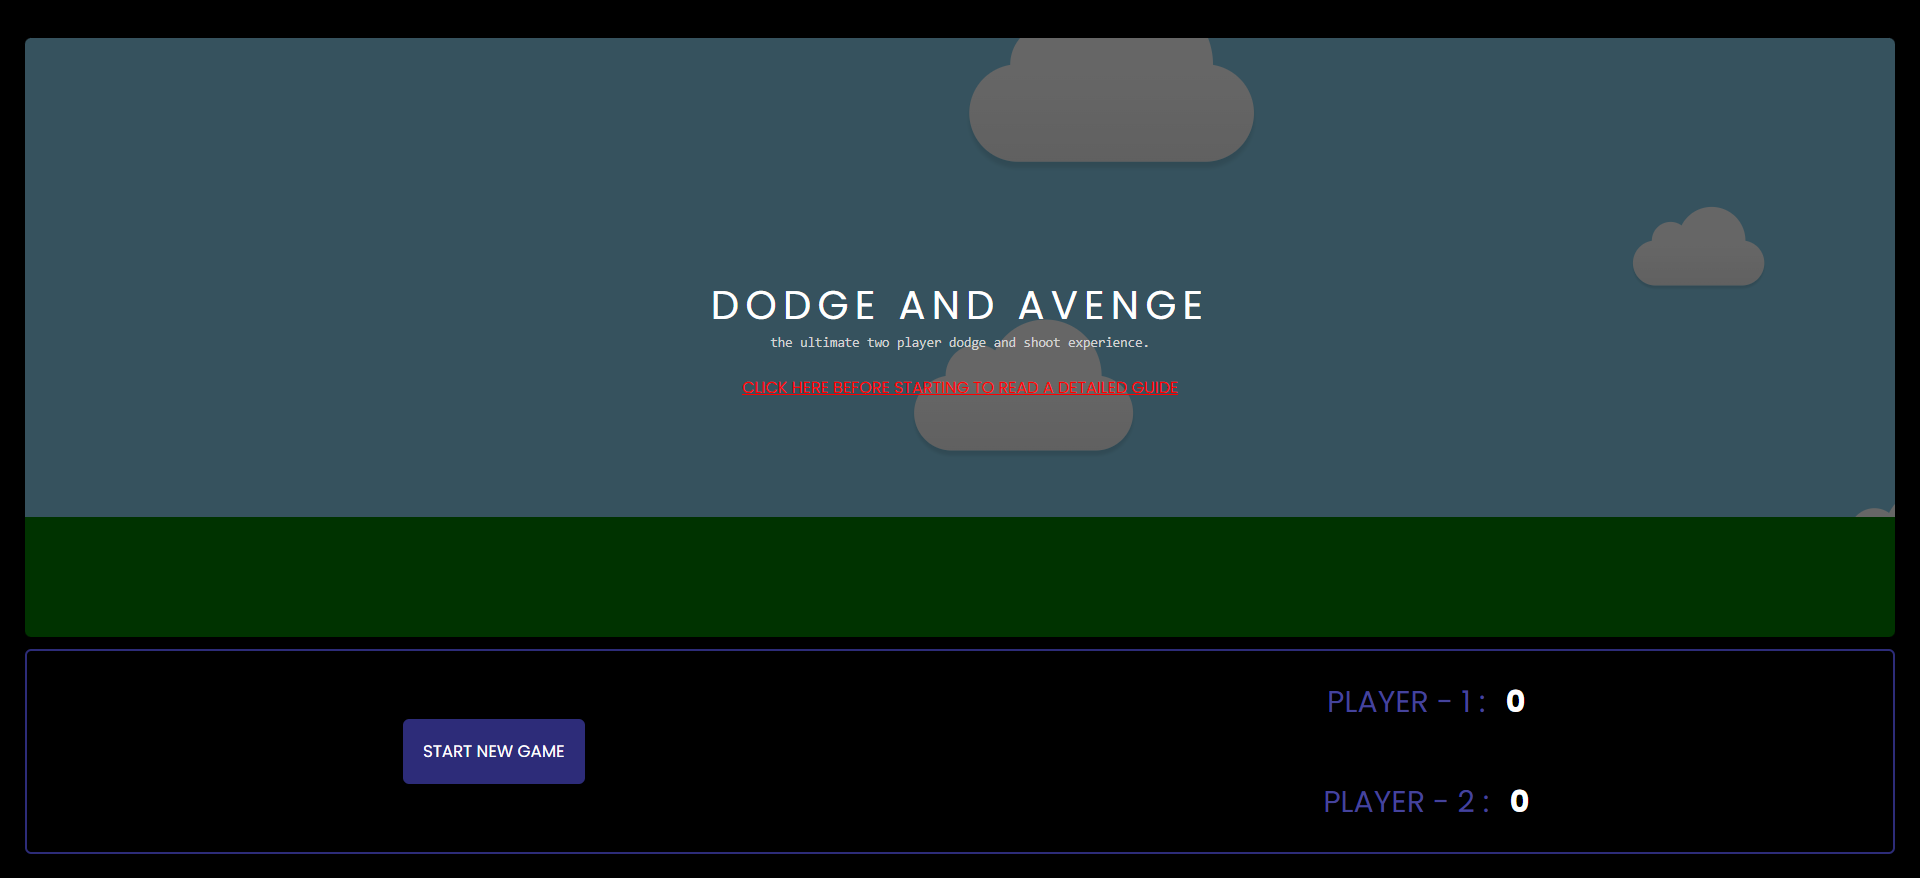 DODGE AND AVENGE
the ultimate two player dodge and shoot experience.
CLICK HERE BEFORE STARTING TO READ A DETAILED GUIDE
START NEW GAME
PLAYER - 1 : 0
PLAYER - 2 : 0